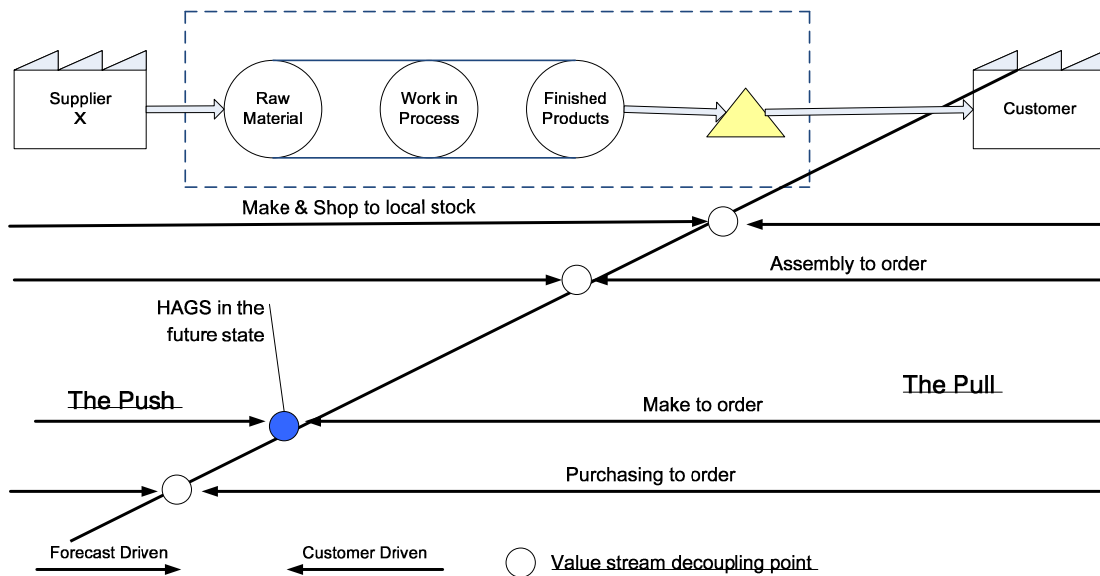 Supplier
X
Raw
Material
Work in
Process
Finished
Products
Customer
Make & Shop to local stock
Assembly to order
HAGS in the
future state
The Push
The Pull
Make to order
Purchasing to order
Forecast Driven
Customer Driven
Value stream decoupling point